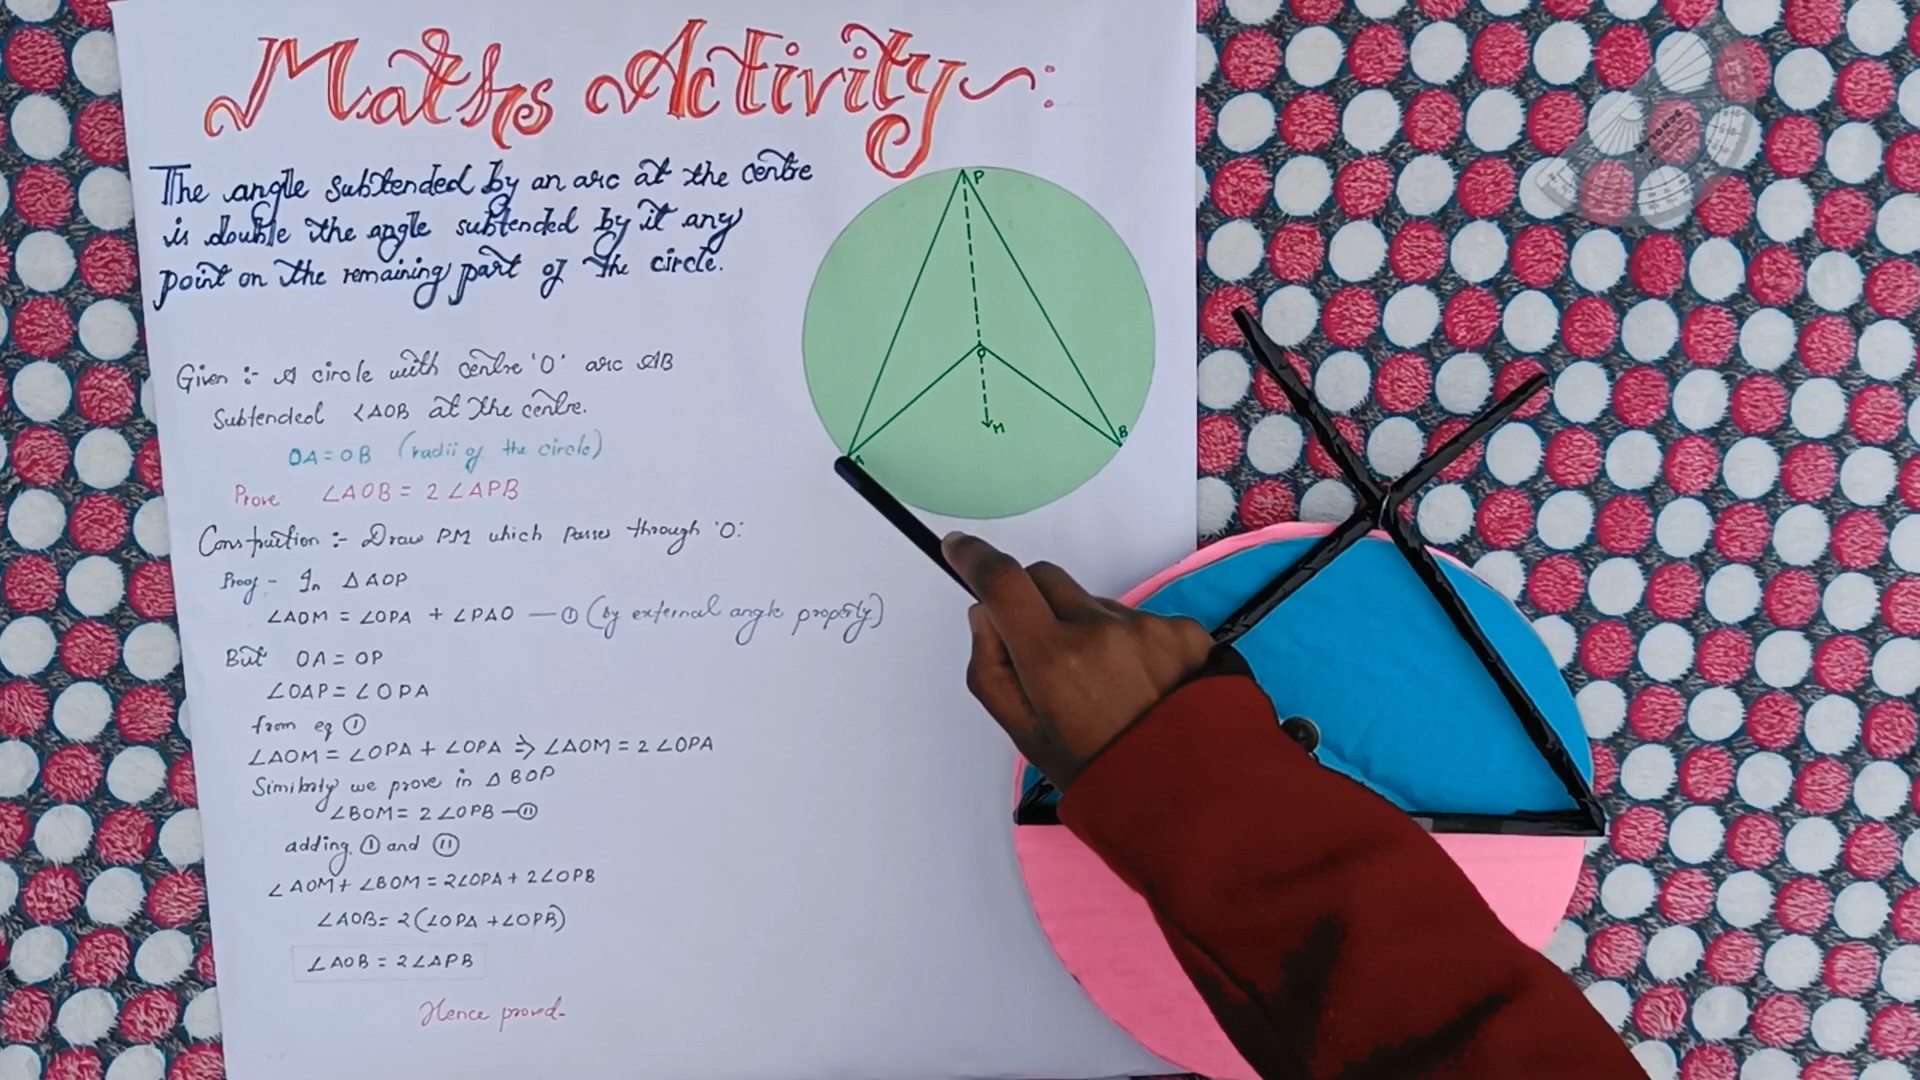 Maths Activity~:
The angle subtended by an arc at the centre
is double the angle subtended by it any
point on the remaining part of the circle.
Given :- A circle with centre 'O' arc AB
Subtended ∠AOB at the centre.
OA = OB (radii of the circle)
Prove ∠AOB = 2∠APB
Construction :- Draw PM which passes through 'O'.
Proof - In △AOP
∠AOM = ∠OPA + ∠PAO — ① (by external angle property)
But OA = OP
∠OAP = ∠OPA
from eq ①
∠AOM = ∠OPA + ∠OPA ⇒ ∠AOM = 2∠OPA
Similarly we prove in △BOP
∠BOM = 2∠OPB — ⑪
adding ① and ⑪
∠AOM + ∠BOM = 2∠OPA + 2∠OPB
∠AOB = 2(∠OPA + ∠OPB)
∠AOB = 2∠APB
Hence proved-
P
O
M
A
B